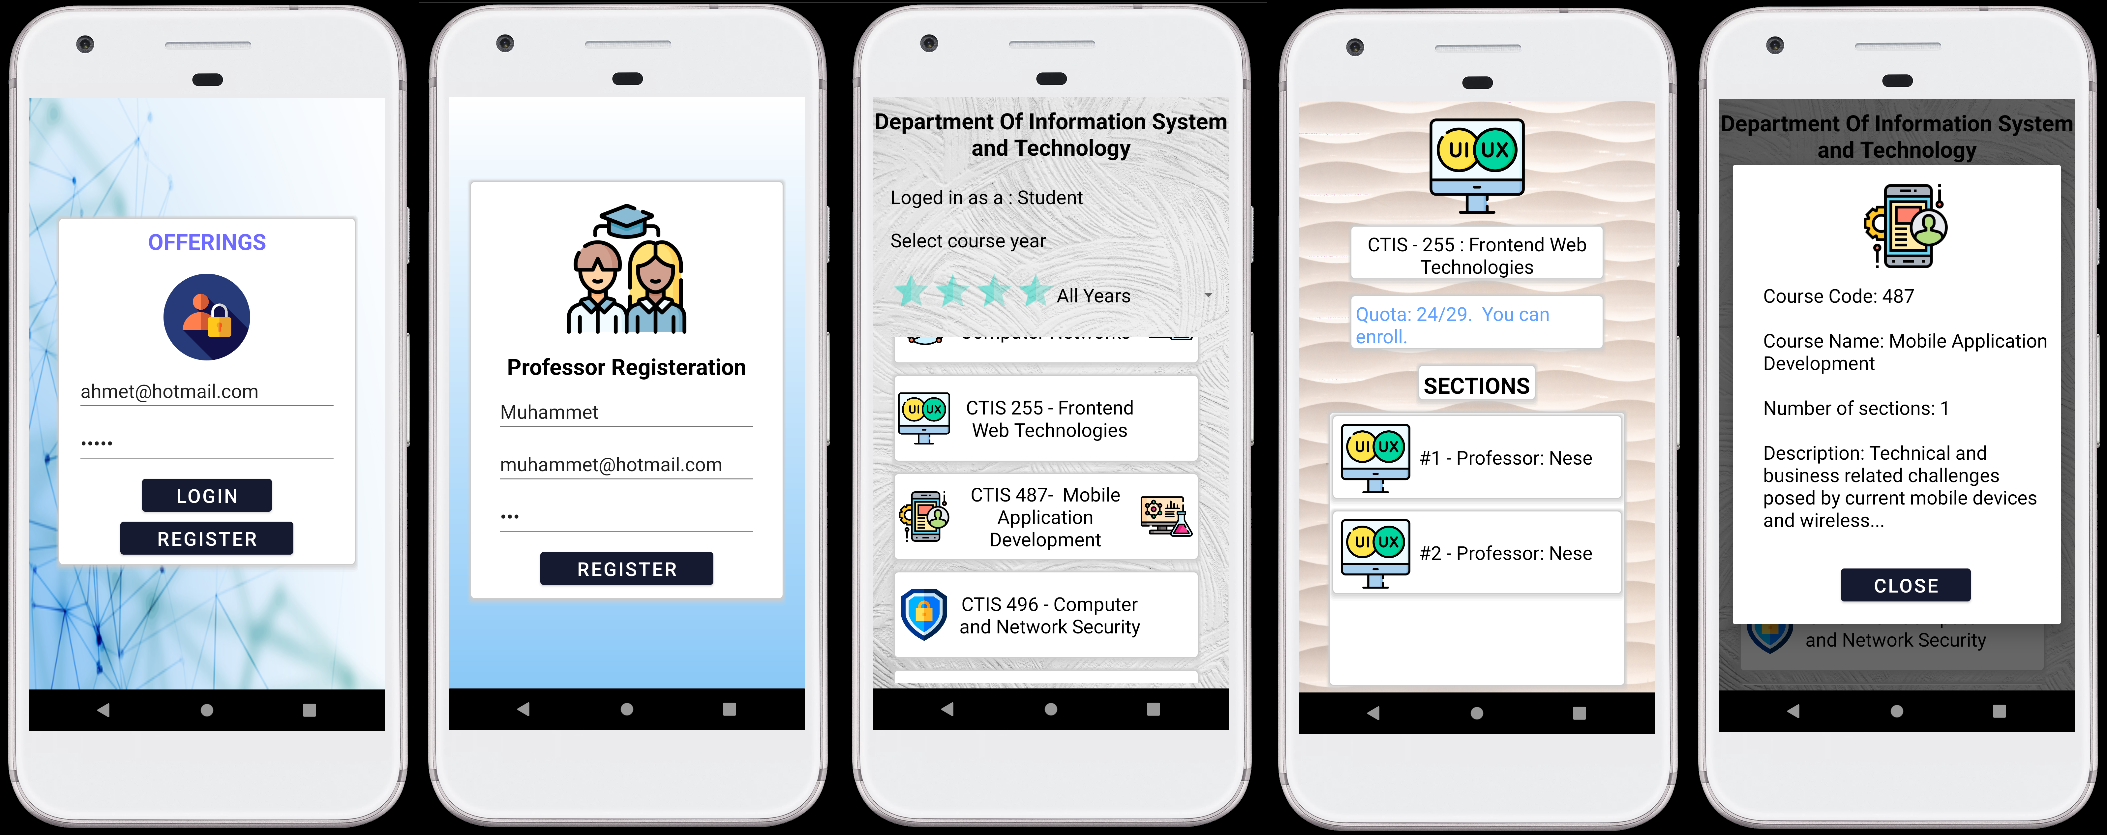 OFFERINGS
ahmet@hotmail.com
•••••
LOGIN
REGISTER
Professor Registeration
Muhammet
muhammet@hotmail.com
•••
REGISTER
Department Of Information System
and Technology
Loged in as a : Student
Select course year
All Years
Computer Networks
UI UX
CTIS 255 - Frontend
Web Technologies
CTIS 487-  Mobile
Application
Development
CTIS 496 - Computer
and Network Security
UI UX
CTIS - 255 : Frontend Web
Technologies
Quota: 24/29.  You can
enroll.
SECTIONS
UI UX
#1 - Professor: Nese
UI UX
#2 - Professor: Nese
Department Of Information System
and Technology
Course Code: 487
Course Name: Mobile Application
Development
Number of sections: 1
Description: Technical and
business related challenges
posed by current mobile devices
and wireless...
CLOSE
and Network Security